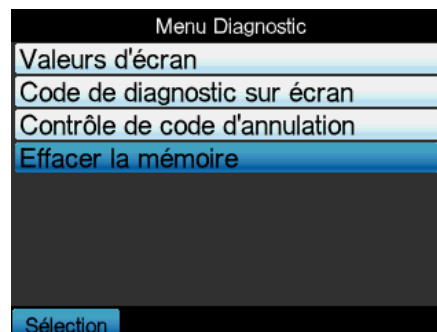 Menu Diagnostic
Valeurs d'écran
Code de diagnostic sur écran
Contrôle de code d'annulation
Effacer la mémoire
Sélection